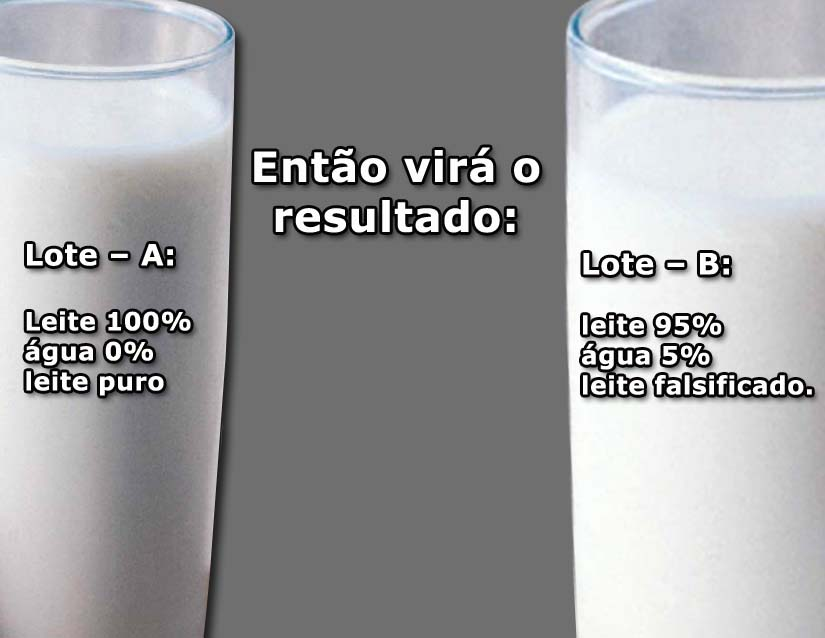 Então virá o
resultado:
Lote – A:
Leite 100%
água 0%
leite puro
Lote – B:
leite 95%
água 5%
leite falsificado.